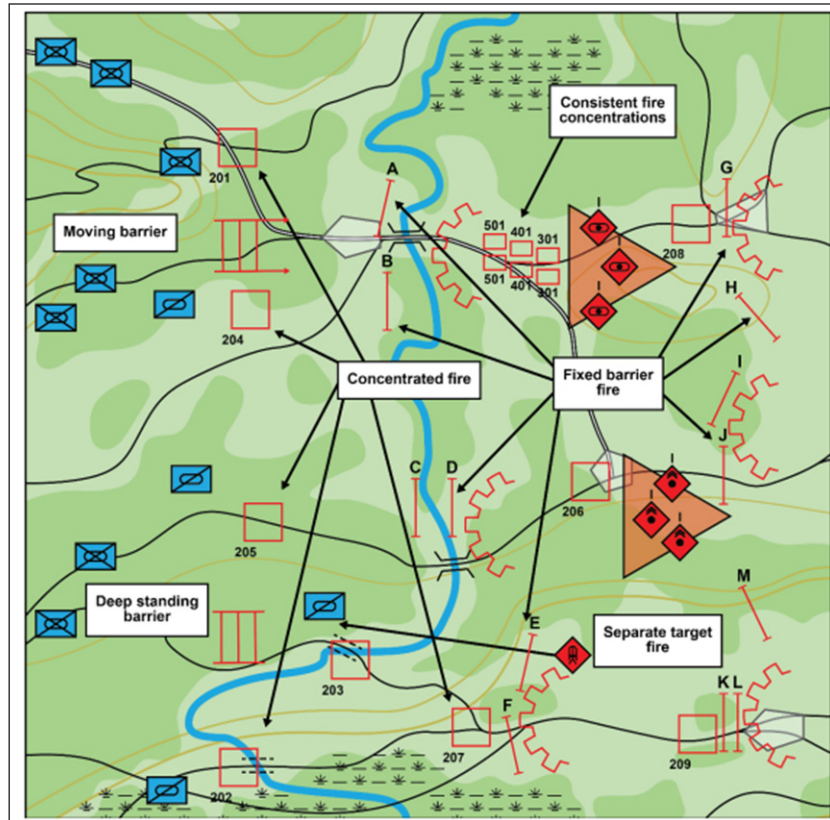 Consistent fire
concentrations
201
A
G
Moving barrier
501
401
301
208
B
501
401
301
H
204
Concentrated fire
Fixed barrier
fire
I
J
C
D
206
205
M
Deep standing
barrier
E
Separate target
fire
203
K L
F
207
209
202